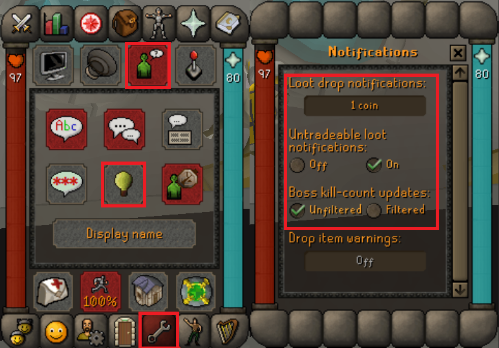 97
80
Abc
***
Display name
100%
Notifications
97
80
Loot drop notifications:
1 coin
Untradeable loot
notifications:
Off
On
Boss kill-count updates:
Unfiltered
Filtered
Drop item warnings:
Off